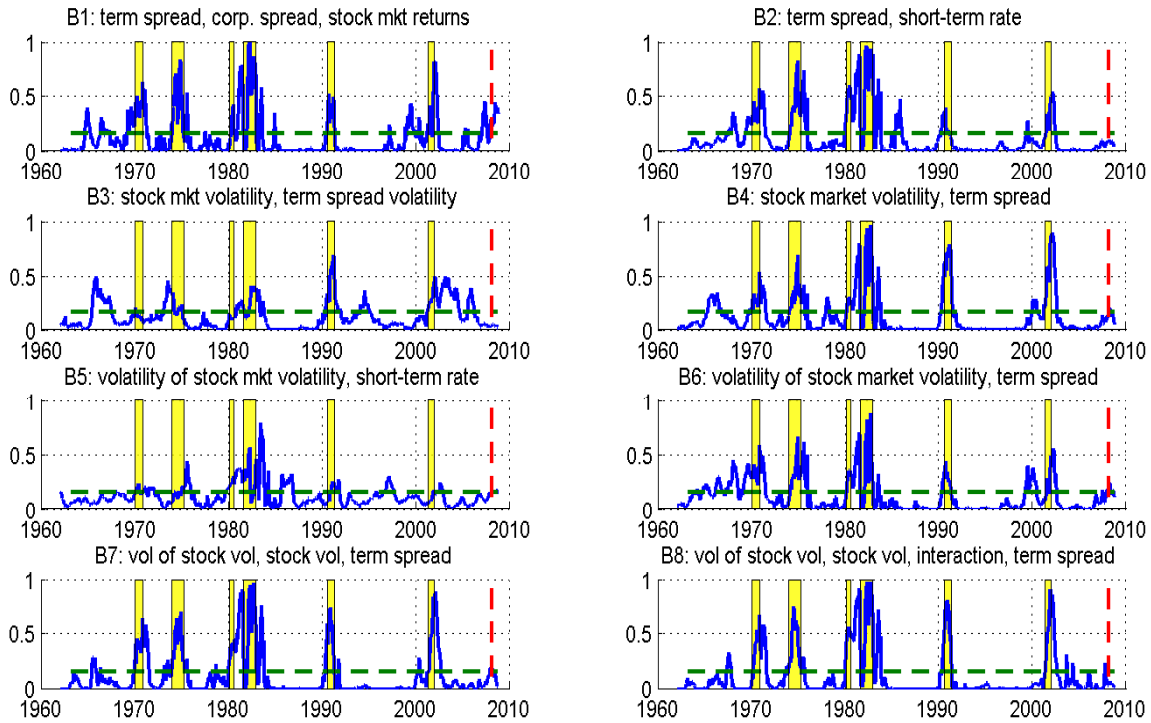 B1: term spread, corp. spread, stock mkt returns
B2: term spread, short-term rate
1
0.5
0
1960 1970 1980 1990 2000 2010
1
0.5
0
1960 1970 1980 1990 2000 2010
B3: stock mkt volatility, term spread volatility
B4: stock market volatility, term spread
1
0.5
0
1960 1970 1980 1990 2000 2010
1
0.5
0
1960 1970 1980 1990 2000 2010
B5: volatility of stock mkt volatility, short-term rate
B6: volatility of stock market volatility, term spread
1
0.5
0
1960 1970 1980 1990 2000 2010
1
0.5
0
1960 1970 1980 1990 2000 2010
B7: vol of stock vol, stock vol, term spread
B8: vol of stock vol, stock vol, interaction, term spread
1
0.5
0
1960 1970 1980 1990 2000 2010
1
0.5
0
1960 1970 1980 1990 2000 2010